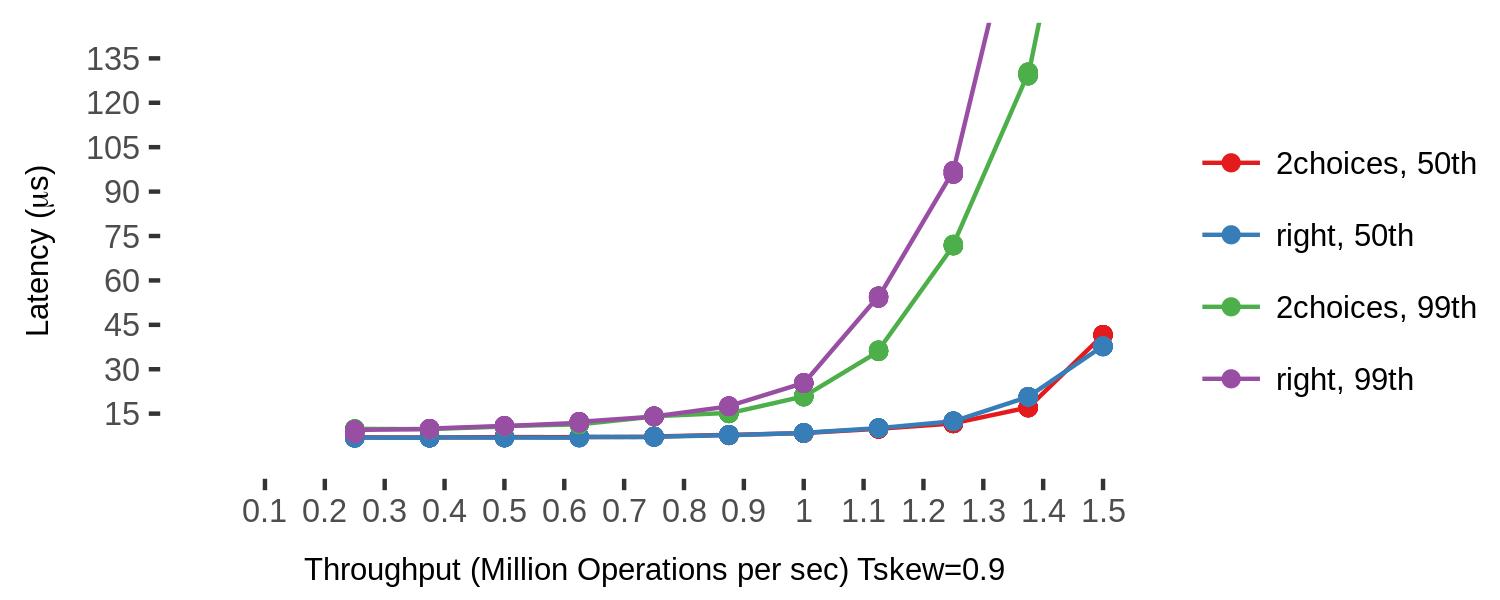 135
120
105
90
75
60
45
30
15
Latency (μs)
0.1 0.2 0.3 0.4 0.5 0.6 0.7 0.8 0.9 1 1.1 1.2 1.3 1.4 1.5
Throughput (Million Operations per sec) Tskew=0.9
2choices, 50th
right, 50th
2choices, 99th
right, 99th